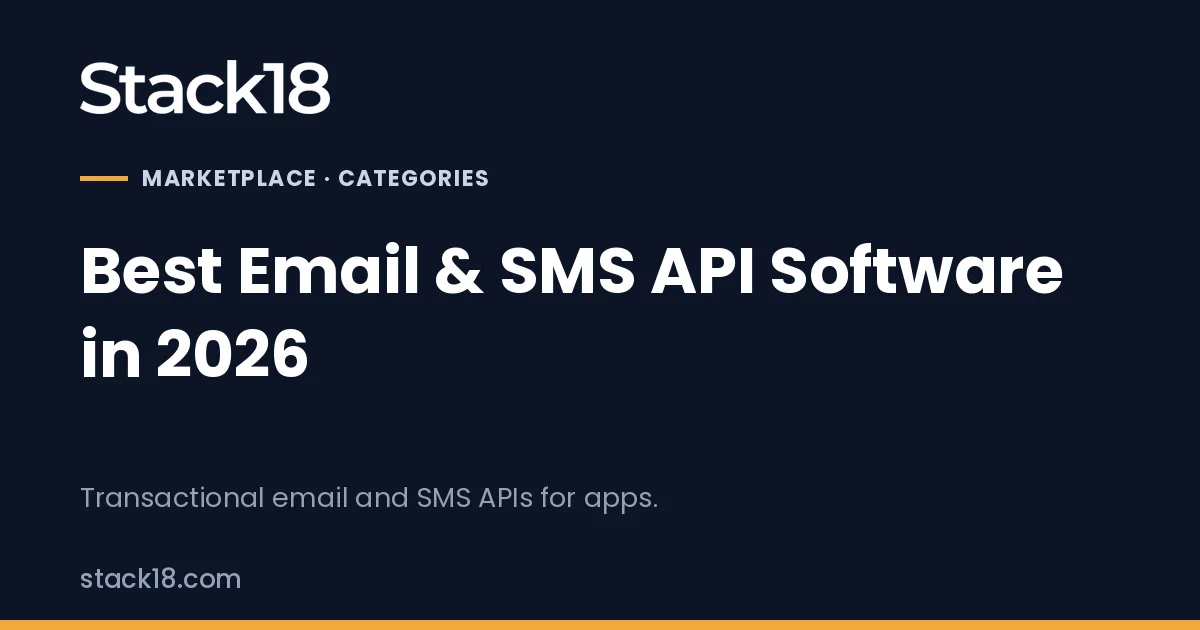 Stack18
MARKETPLACE · CATEGORIES
Best Email & SMS API Software
in 2026
Transactional email and SMS APIs for apps.
stack18.com